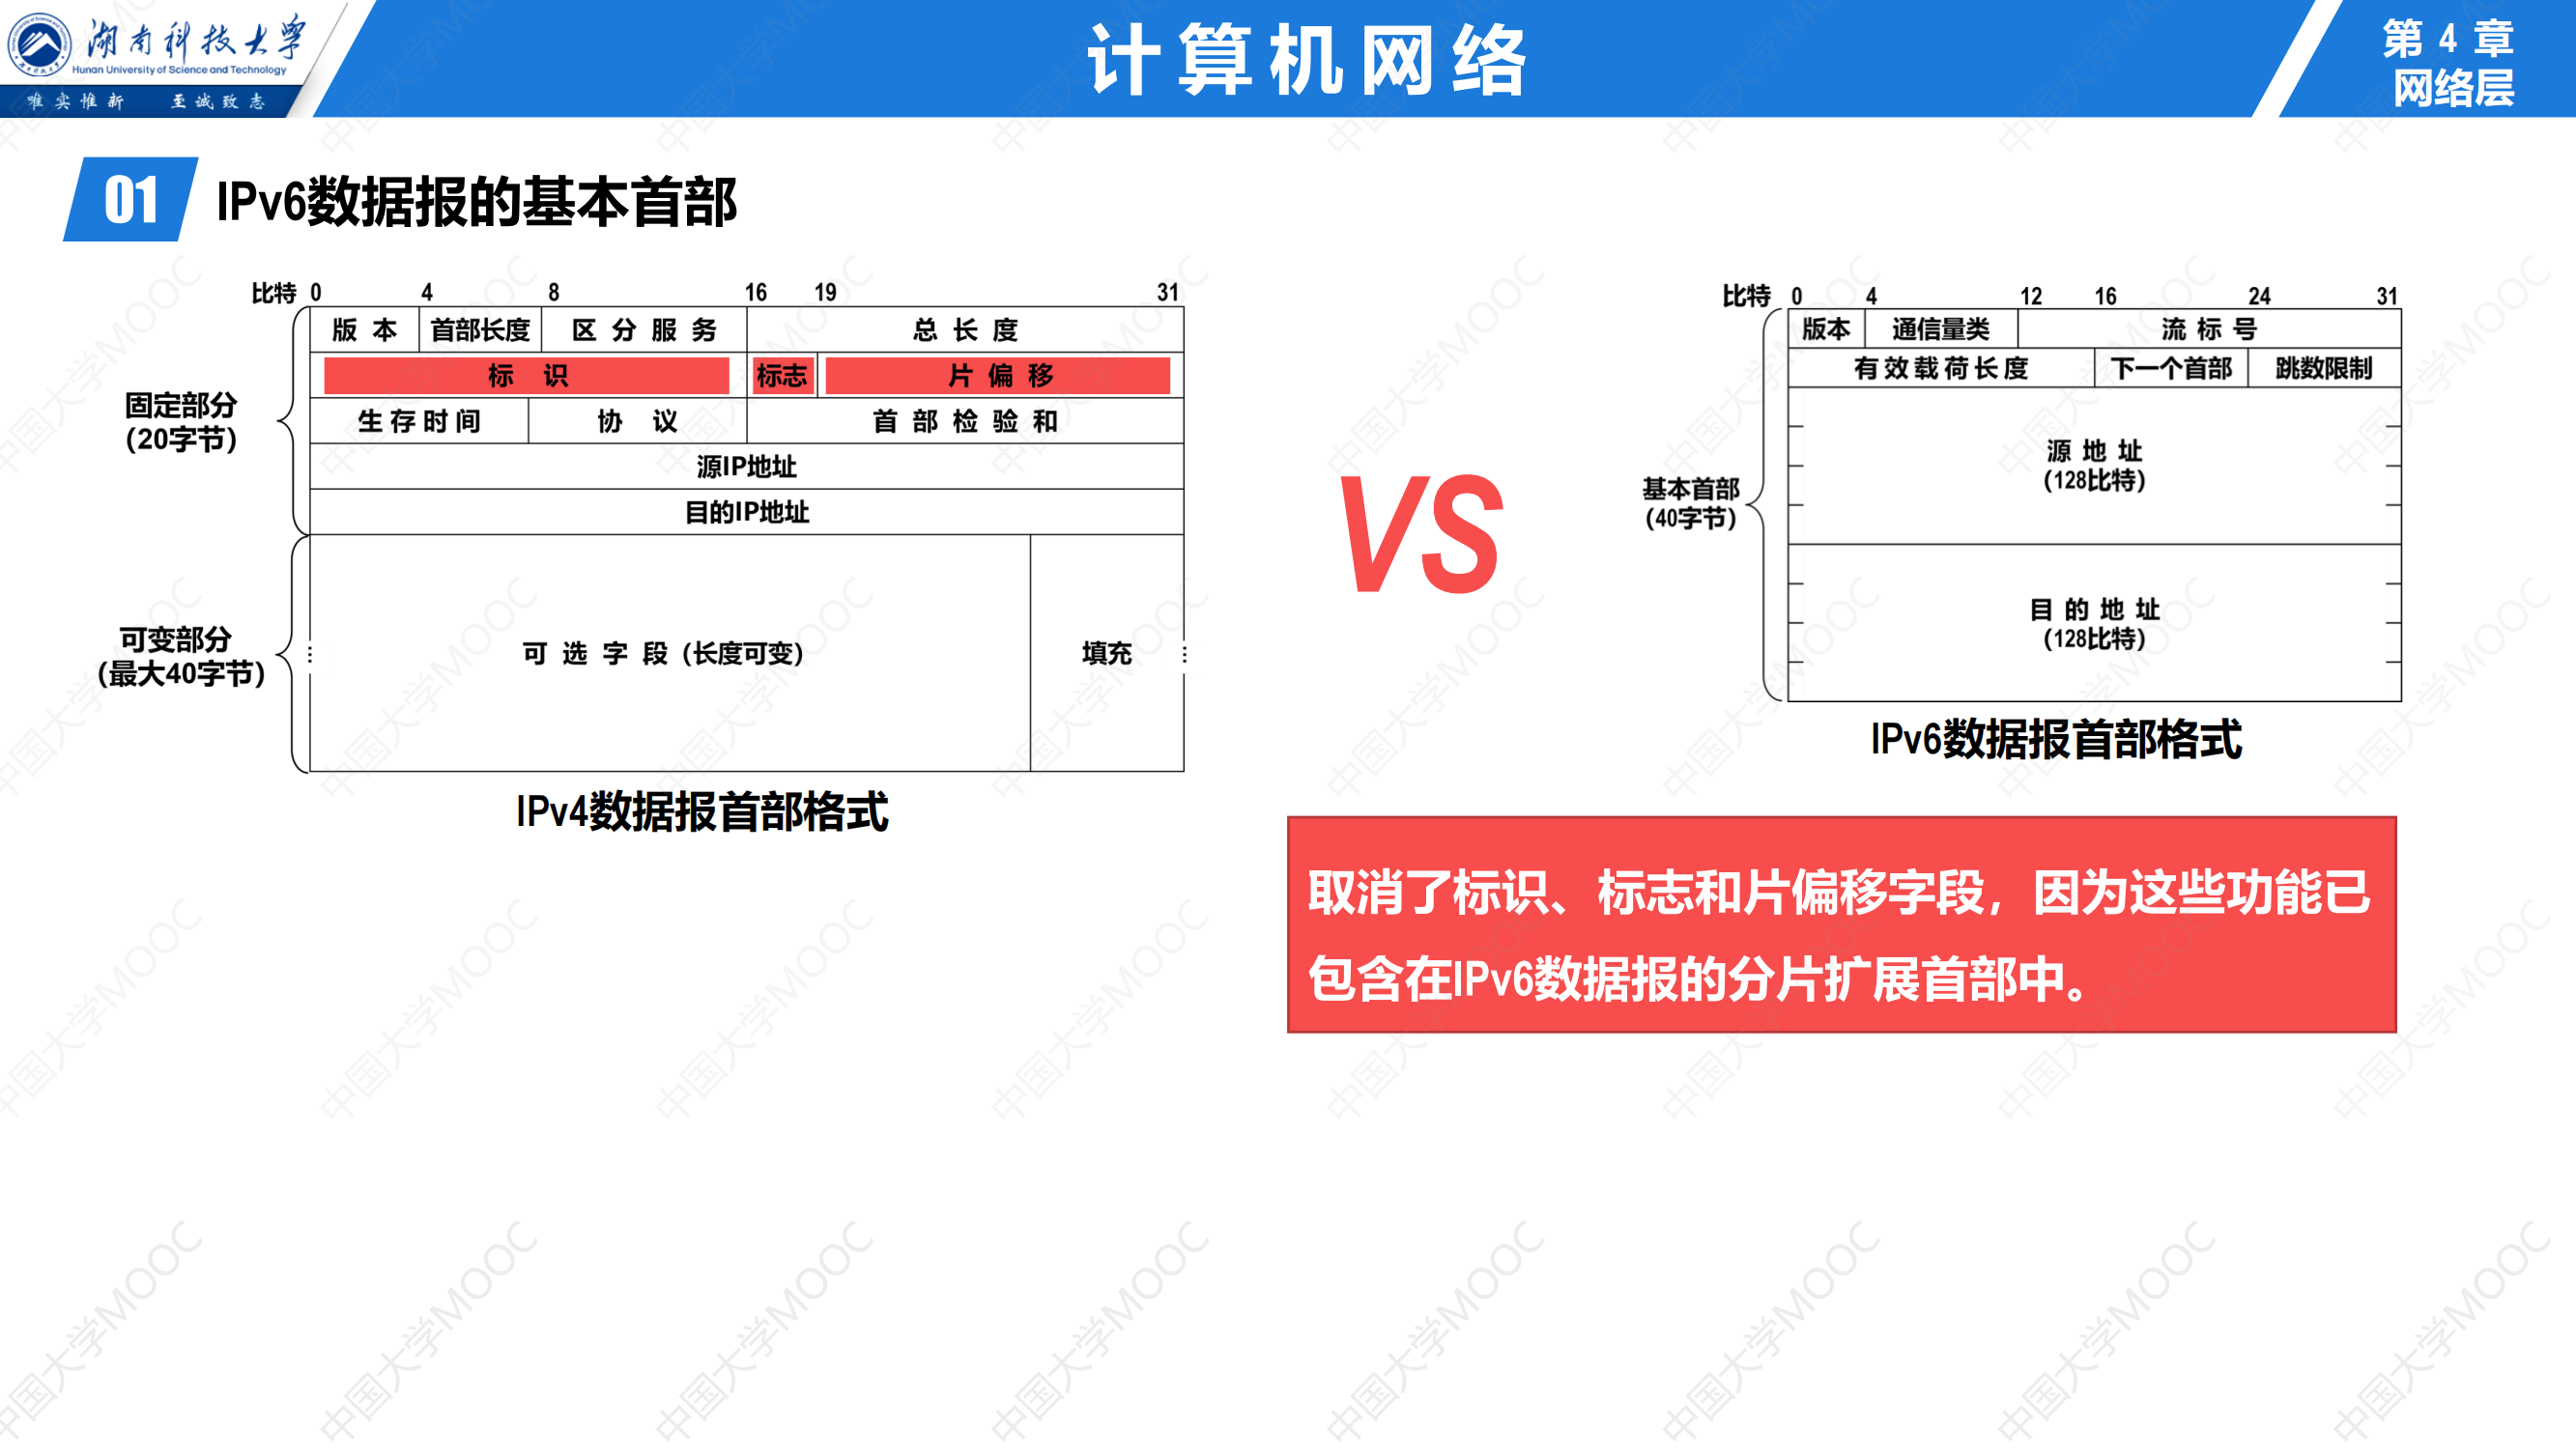 湖南科技大学
Hunan University of Science and Technology
唯实惟新 至诚致志
计算机网络
第 4 章
网络层
01 IPv6数据报的基本首部
比特 0 4 8 16 19 31
版 本 首部长度 区 分 服 务 总 长 度
标 识 标志 片 偏 移
生 存 时 间 协 议 首 部 检 验 和
源IP地址
目的IP地址
可 选 字 段（长度可变） 填充
固定部分
（20字节）
可变部分
（最大40字节）
IPv4数据报首部格式
VS
比特 0 4 12 16 24 31
版本 通信量类 流 标 号
有 效 载 荷 长 度 下一个首部 跳数限制
源 地 址
（128比特）
目 的 地 址
（128比特）
基本首部
（40字节）
IPv6数据报首部格式
取消了标识、标志和片偏移字段，因为这些功能已
包含在IPv6数据报的分片扩展首部中。
中国大学MOOC